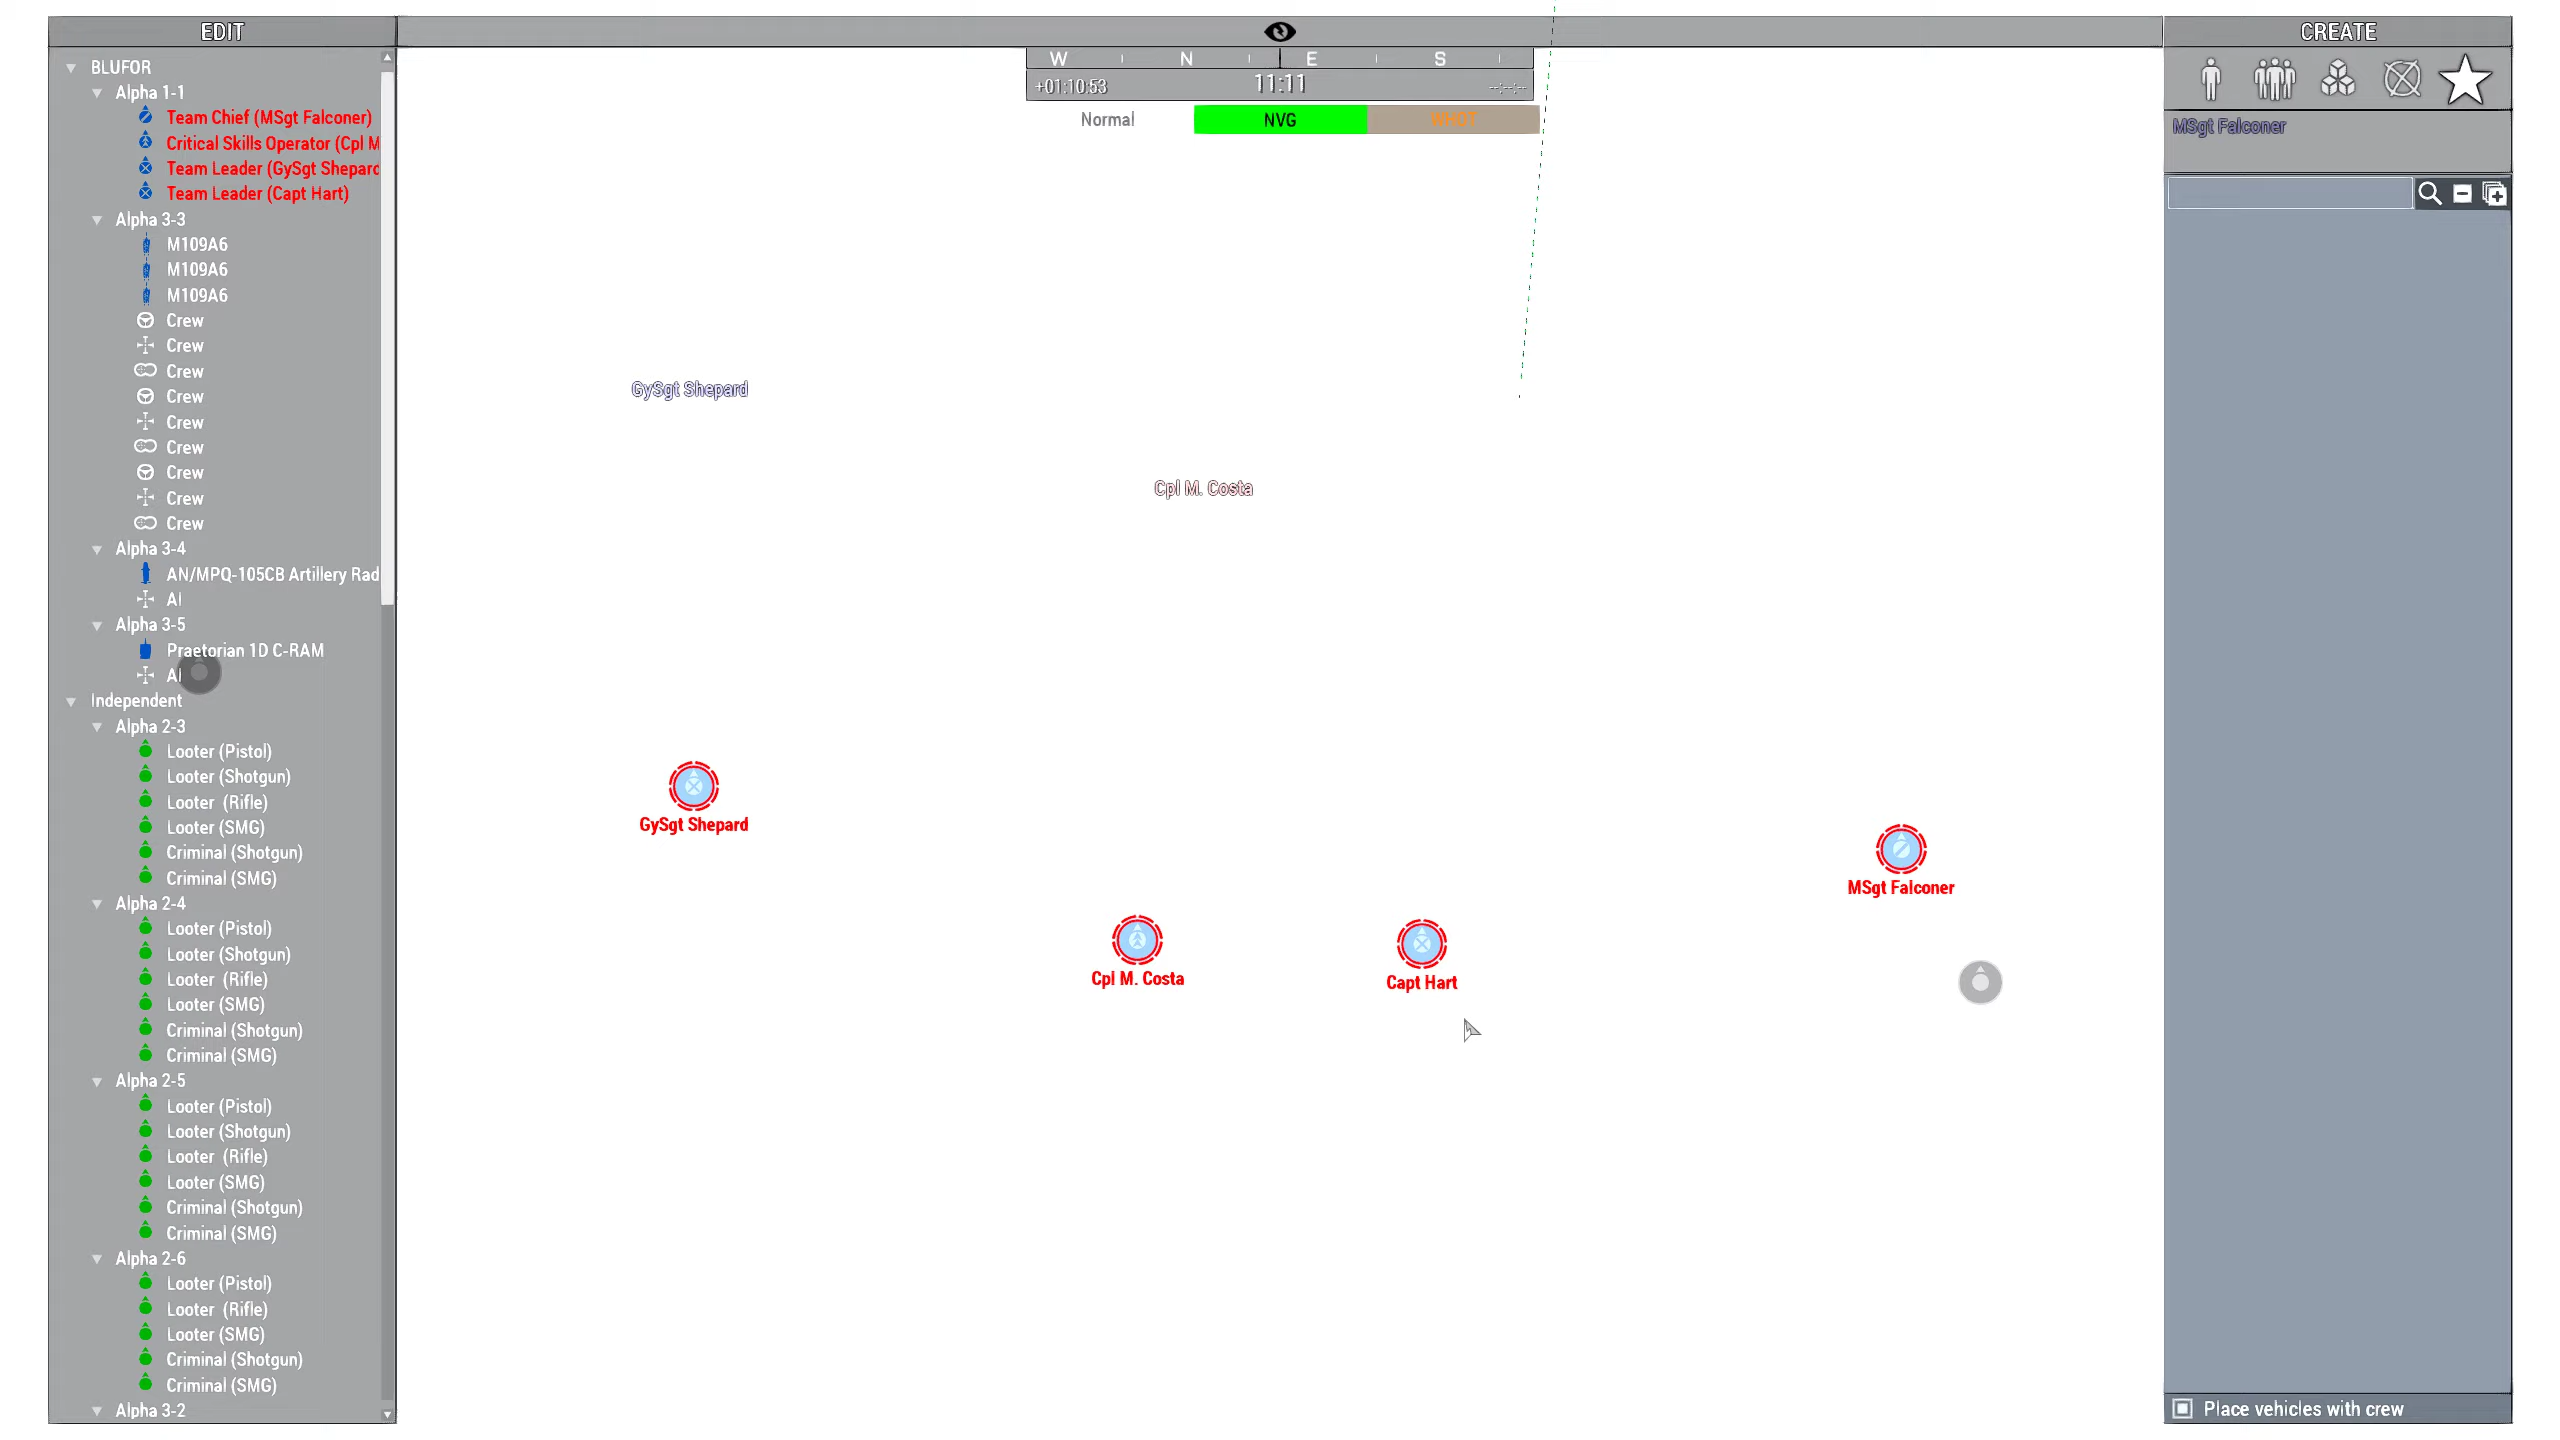 EDIT
BLUFOR
Alpha 1-1
Team Chief (MSgt Falconer)
Critical Skills Operator (Cpl M
Team Leader (GySgt Shepard
Team Leader (Capt Hart)
Alpha 3-3
M109A6
M109A6
M109A6
Crew
Crew
Crew
Crew
Crew
Crew
Crew
Crew
Crew
Alpha 3-4
AN/MPQ-105CB Artillery Rad
AI
Alpha 3-5
Praetorian 1D C-RAM
AI
Independent
Alpha 2-3
Looter (Pistol)
Looter (Shotgun)
Looter (Rifle)
Looter (SMG)
Criminal (Shotgun)
Criminal (SMG)
Alpha 2-4
Looter (Pistol)
Looter (Shotgun)
Looter (Rifle)
Looter (SMG)
Criminal (Shotgun)
Criminal (SMG)
Alpha 2-5
Looter (Pistol)
Looter (Shotgun)
Looter (Rifle)
Looter (SMG)
Criminal (Shotgun)
Criminal (SMG)
Alpha 2-6
Looter (Pistol)
Looter (Rifle)
Looter (SMG)
Criminal (Shotgun)
Criminal (SMG)
Alpha 3-2
W N E S
+01:10:53 11:11 --:--:--
Normal NVG WHOT
GySgt Shepard
Cpl M. Costa
GySgt Shepard
MSgt Falconer
Cpl M. Costa
Capt Hart
CREATE
MSgt Falconer
Place vehicles with crew